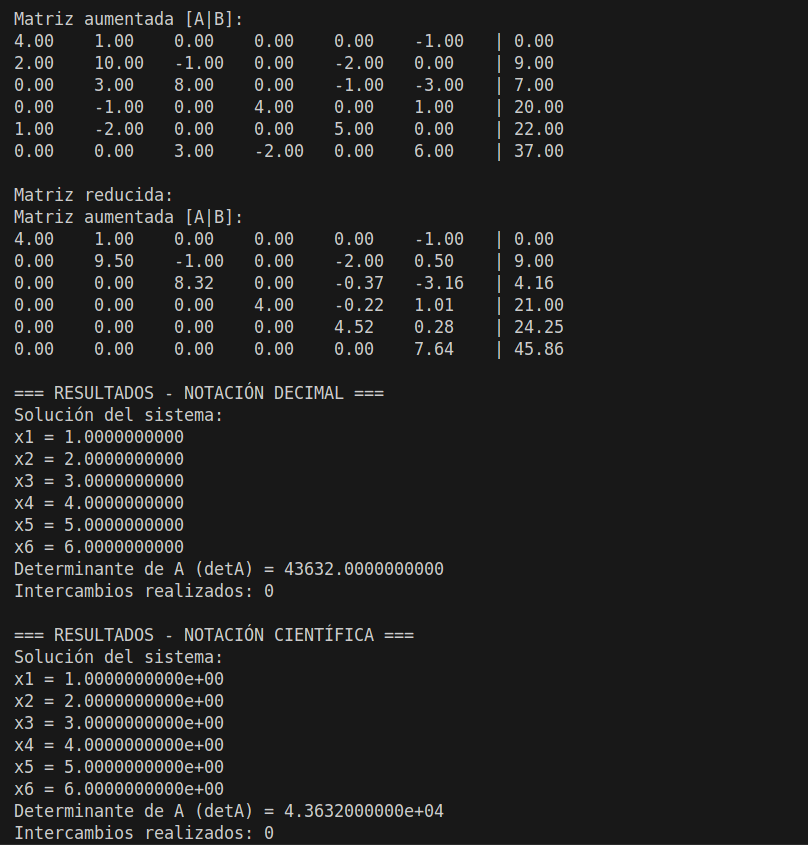 Matriz aumentada [A|B]:
4.00 1.00 0.00 0.00 0.00 -1.00 | 0.00
2.00 10.00 -1.00 0.00 -2.00 0.00 | 9.00
0.00 3.00 8.00 0.00 -1.00 -3.00 | 7.00
0.00 -1.00 0.00 4.00 0.00 1.00 | 20.00
1.00 -2.00 0.00 0.00 5.00 0.00 | 22.00
0.00 0.00 3.00 -2.00 0.00 6.00 | 37.00
Matriz reducida:
Matriz aumentada [A|B]:
4.00 1.00 0.00 0.00 0.00 -1.00 | 0.00
0.00 9.50 -1.00 0.00 -2.00 0.50 | 9.00
0.00 0.00 8.32 0.00 -0.37 -3.16 | 4.16
0.00 0.00 0.00 4.00 -0.22 1.01 | 21.00
0.00 0.00 0.00 0.00 4.52 0.28 | 24.25
0.00 0.00 0.00 0.00 0.00 7.64 | 45.86
=== RESULTADOS - NOTACIÓN DECIMAL ===
Solución del sistema:
x1 = 1.0000000000
x2 = 2.0000000000
x3 = 3.0000000000
x4 = 4.0000000000
x5 = 5.0000000000
x6 = 6.0000000000
Determinante de A (detA) = 43632.0000000000
Intercambios realizados: 0
=== RESULTADOS - NOTACIÓN CIENTÍFICA ===
Solución del sistema:
x1 = 1.0000000000e+00
x2 = 2.0000000000e+00
x3 = 3.0000000000e+00
x4 = 4.0000000000e+00
x5 = 5.0000000000e+00
x6 = 6.0000000000e+00
Determinante de A (detA) = 4.3632000000e+04
Intercambios realizados: 0